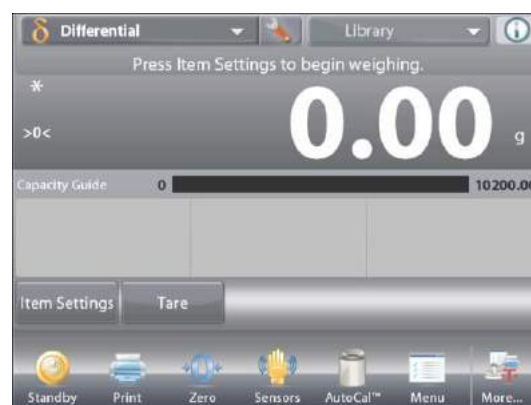 δ Differential Library
Press Item Settings to begin weighing.
*
>0< 0.00 g
Capacity Guide 0 10200.00
Item Settings Tare
Standby Print Zero Sensors AutoCal™ Menu More...